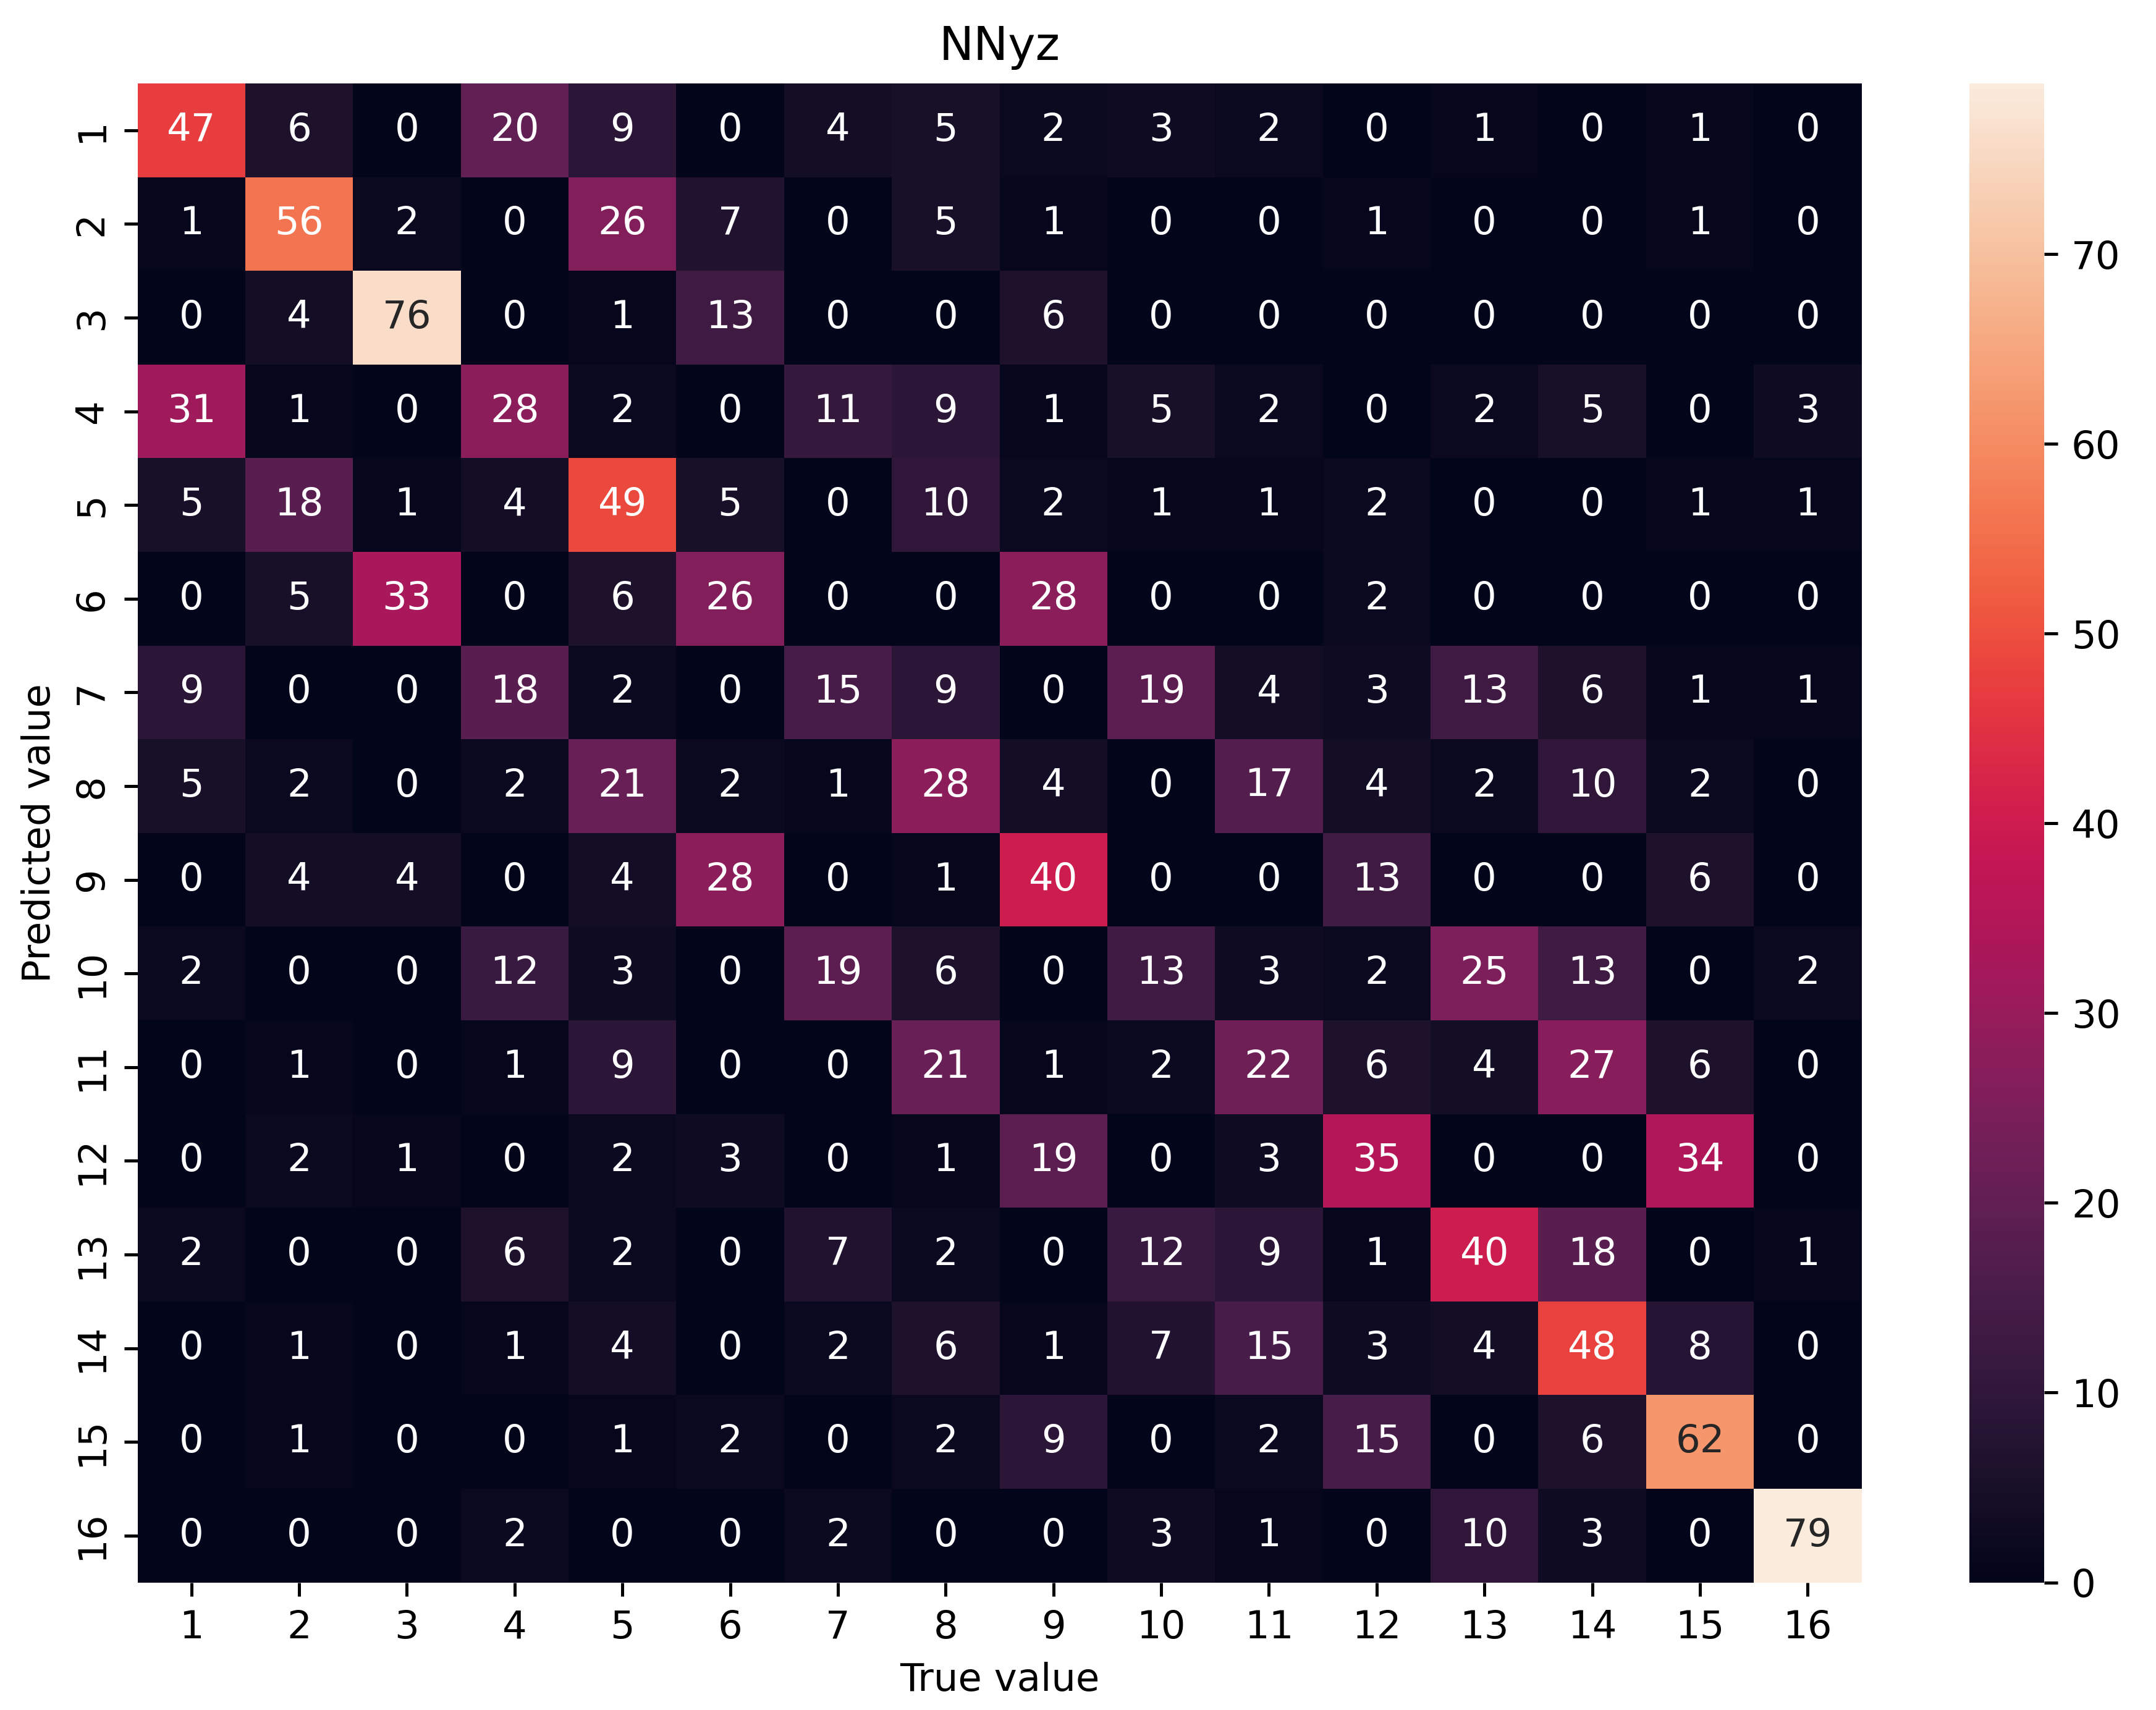 NNyz
1 47 6 0 20 9 0 4 5 2 3 2 0 1 0 1 0
2 1 56 2 0 26 7 0 5 1 0 0 1 0 0 1 0
70
3 0 4 76 0 1 13 0 0 6 0 0 0 0 0 0 0
4 31 1 0 28 2 0 11 9 1 5 2 0 2 5 0 3
60
5 5 18 1 4 49 5 0 10 2 1 1 2 0 0 1 1
6 0 5 33 0 6 26 0 0 28 0 0 2 0 0 0 0
50
7 9 0 0 18 2 0 15 9 0 19 4 3 13 6 1 1
8 5 2 0 2 21 2 1 28 4 0 17 4 2 10 2 0
40
Predicted value
9 0 4 4 0 4 28 0 1 40 0 0 13 0 0 6 0
10 2 0 0 12 3 0 19 6 0 13 3 2 25 13 0 2
30
11 0 1 0 1 9 0 0 21 1 2 22 6 4 27 6 0
12 0 2 1 0 2 3 0 1 19 0 3 35 0 0 34 0
20
13 2 0 0 6 2 0 7 2 0 12 9 1 40 18 0 1
14 0 1 0 1 4 0 2 6 1 7 15 3 4 48 8 0
10
15 0 1 0 0 1 2 0 2 9 0 2 15 0 6 62 0
16 0 0 0 2 0 0 2 0 0 3 1 0 10 3 0 79
0
1 2 3 4 5 6 7 8 9 10 11 12 13 14 15 16
True value